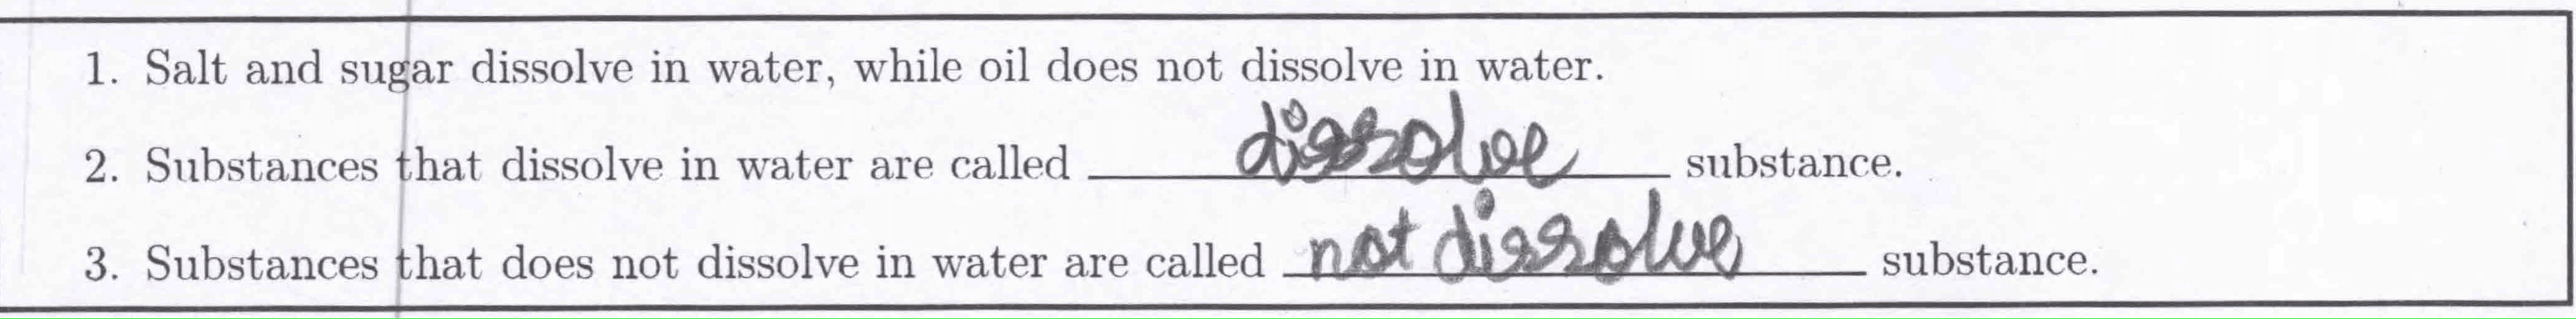 1. Salt and sugar dissolve in water, while oil does not dissolve in water.
2. Substances that dissolve in water are called dissolve substance.
3. Substances that does not dissolve in water are called not dissolve substance.